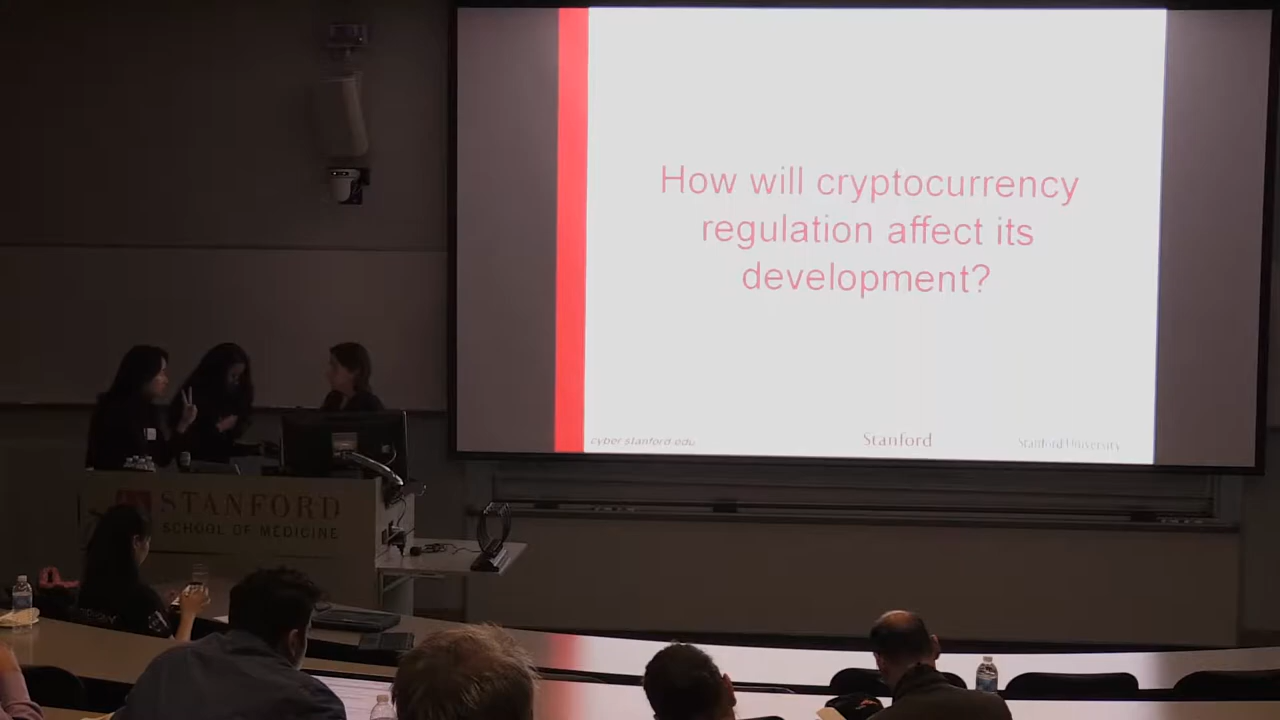 How will cryptocurrency
regulation affect its
development?
cyber.stanford.edu
Stanford
Stanford University
STANFORD
SCHOOL OF MEDICINE